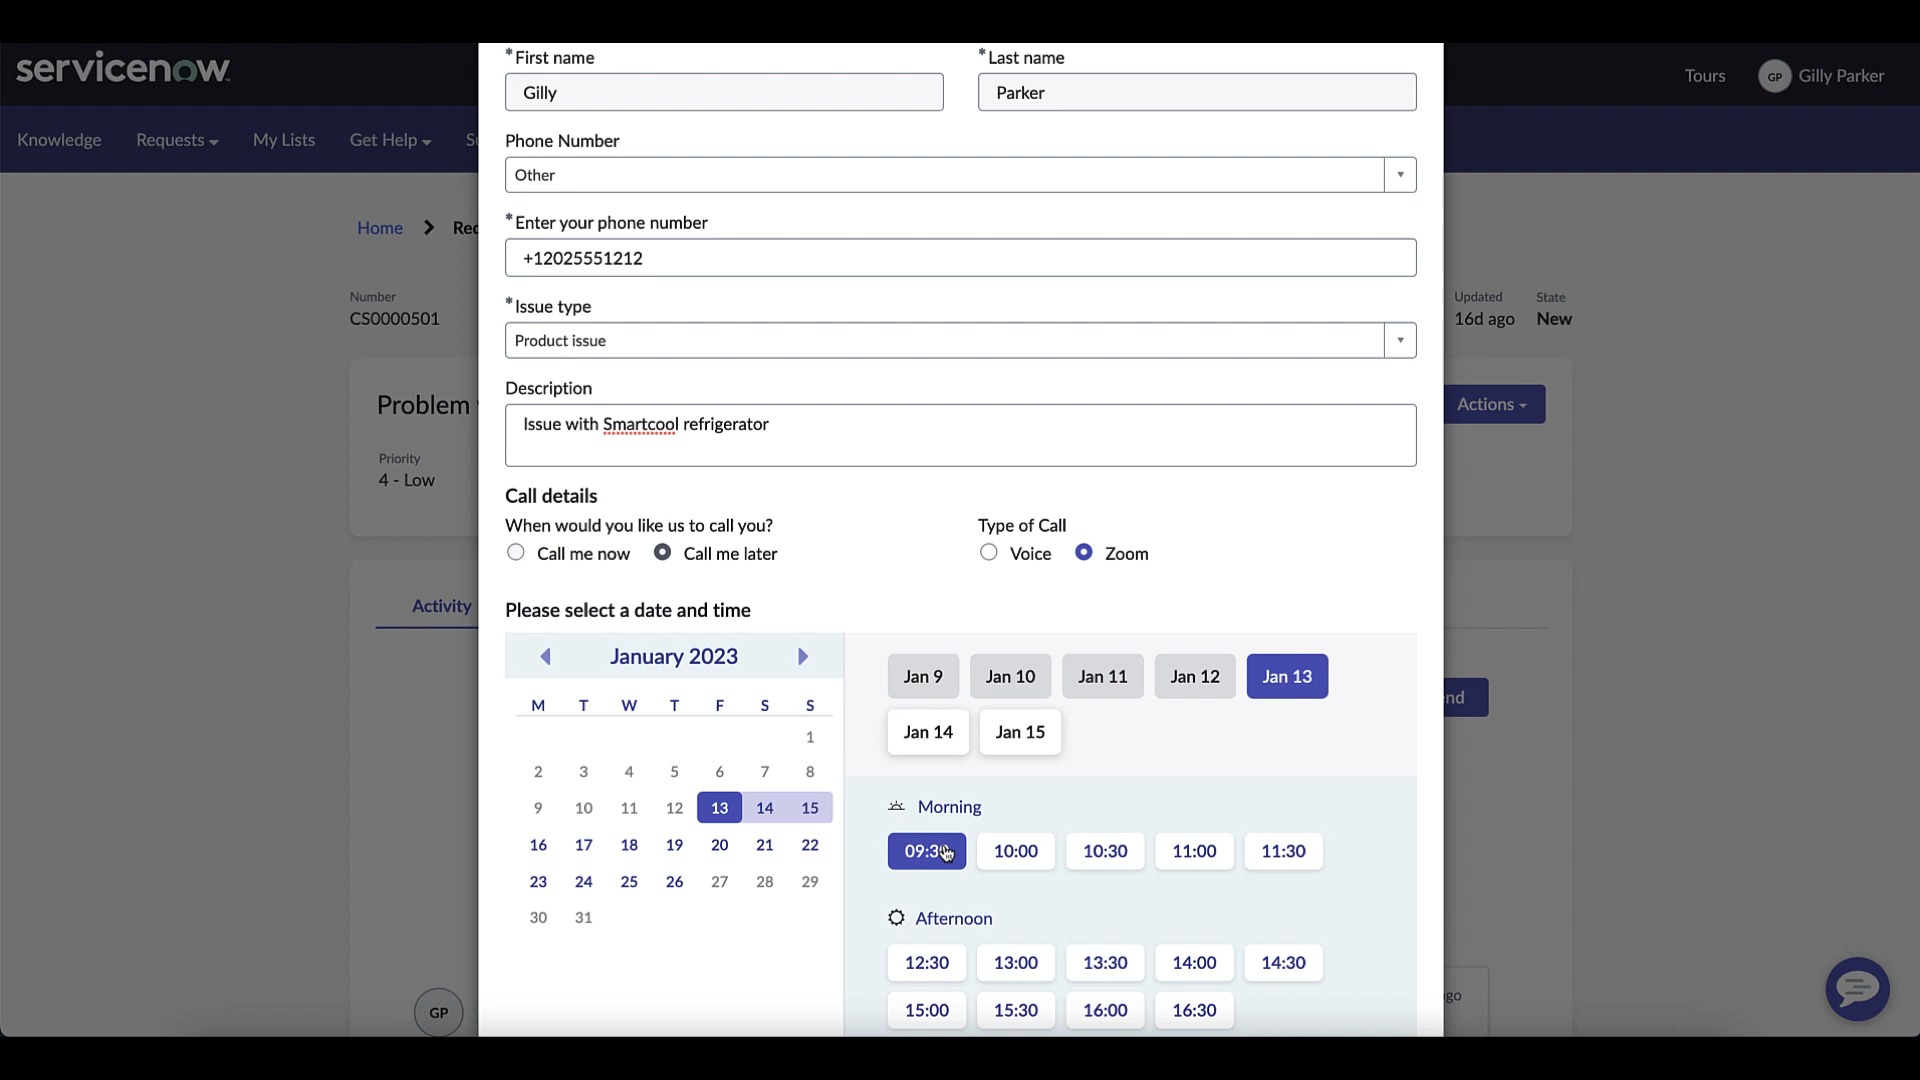 servicenow
Tours
GP
Gilly Parker
Knowledge
Requests
My Lists
Get Help
Home
Number
CS0000501
Updated
16d ago
State
New
Problem
Actions
Priority
4 - Low
Activity
GP
*First name
Gilly
*Last name
Parker
Phone Number
Other
*Enter your phone number
+12025551212
*Issue type
Product issue
Description
Issue with Smartcool refrigerator
Call details
When would you like us to call you?
Call me now
Call me later
Type of Call
Voice
Zoom
Please select a date and time
January 2023
M T W T F S S
1
2 3 4 5 6 7 8
9 10 11 12 13 14 15
16 17 18 19 20 21 22
23 24 25 26 27 28 29
30 31
Jan 9 Jan 10 Jan 11 Jan 12 Jan 13
Jan 14 Jan 15
Morning
09:30 10:00 10:30 11:00 11:30
Afternoon
12:30 13:00 13:30 14:00 14:30
15:00 15:30 16:00 16:30